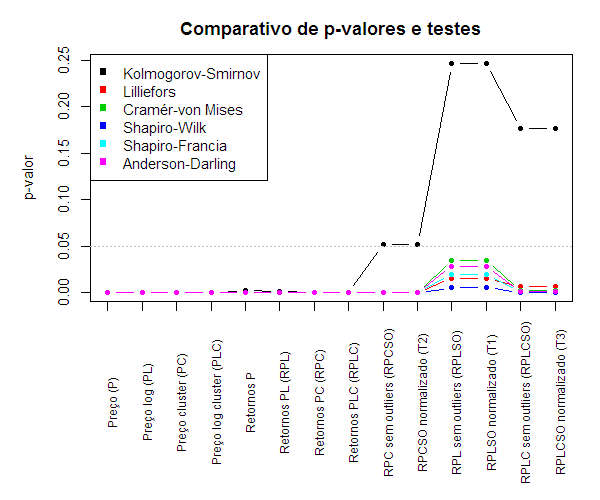 Comparativo de p-valores e testes
Kolmogorov-Smirnov
Lilliefors
Cramér-von Mises
Shapiro-Wilk
Shapiro-Francia
Anderson-Darling
p-valor
0.25
0.20
0.15
0.10
0.05
0.00
Preço (P)
Preço log (PL)
Preço cluster (PC)
Preço log cluster (PLC)
Retornos P
Retornos PL (RPL)
Retornos PC (RPC)
Retornos PLC (RPLC)
RPC sem outliers (RPCSO)
RPCSO normalizado (T2)
RPL sem outliers (RPLSO)
RPLSO normalizado (T1)
RPLC sem outliers (RPLCSO)
RPLCSO normalizado (T3)